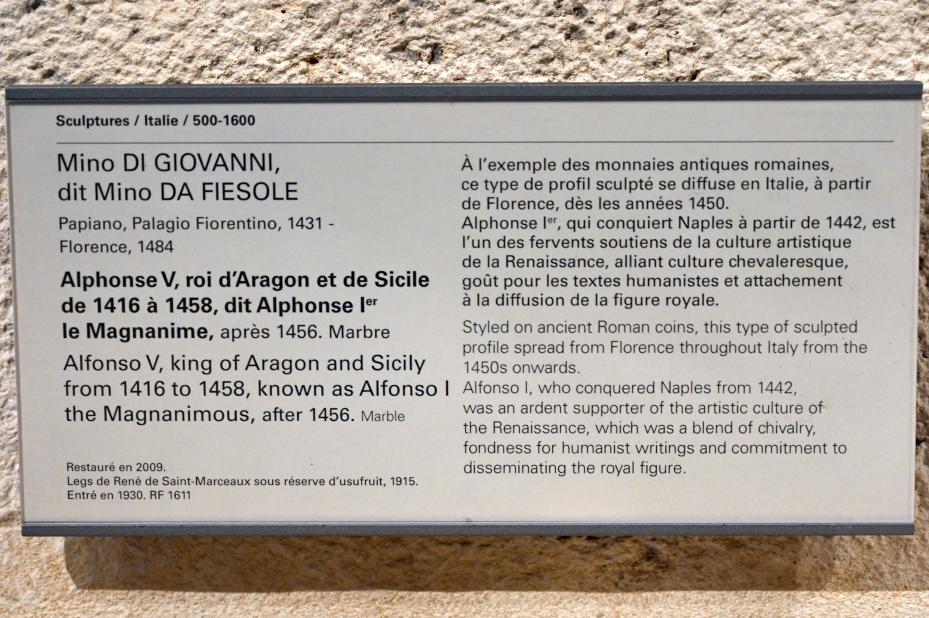 Sculptures / Italie / 500-1600
Mino DI GIOVANNI,
dit Mino DA FIESOLE
Papiano, Palagio Fiorentino, 1431 -
Florence, 1484
Alphonse V, roi d'Aragon et de Sicile
de 1416 à 1458, dit Alphonse Ier
le Magnanime, après 1456. Marbre
Alfonso V, king of Aragon and Sicily
from 1416 to 1458, known as Alfonso I
the Magnanimous, after 1456. Marble
Restauré en 2009.
Legs de René de Saint-Marceaux sous réserve d'usufruit, 1915.
Entré en 1930. RF 1611
À l'exemple des monnaies antiques romaines,
ce type de profil sculpté se diffuse en Italie, à partir
de Florence, dès les années 1450.
Alphonse Ier, qui conquiert Naples à partir de 1442, est
l'un des fervents soutiens de la culture artistique
de la Renaissance, alliant culture chevaleresque,
goût pour les textes humanistes et attachement
à la diffusion de la figure royale.
Styled on ancient Roman coins, this type of sculpted
profile spread from Florence throughout Italy from the
1450s onwards.
Alfonso I, who conquered Naples from 1442,
was an ardent supporter of the artistic culture of
the Renaissance, which was a blend of chivalry,
fondness for humanist writings and commitment to
disseminating the royal figure.